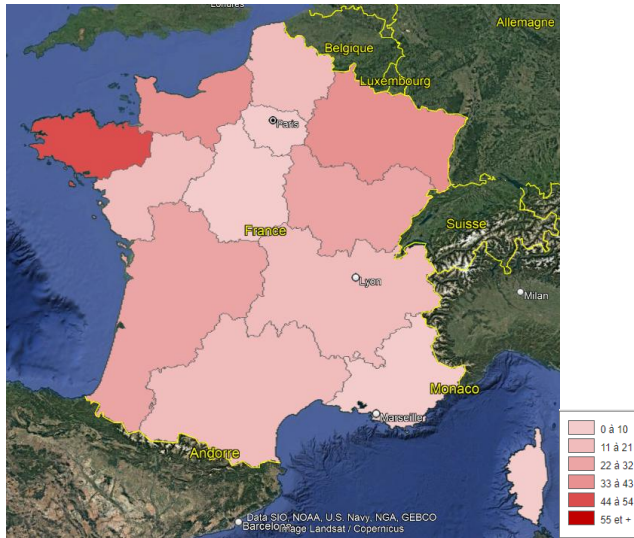 Londres
Allemagne
Belgique
Luxembourg
Paris
France
Suisse
Lyon
Milan
Monaco
Marseille
Andorre
Data SIO, NOAA, U.S. Navy, NGA, GEBCO
Image Landsat / Copernicus
Barcelone
0 à 10
11 à 21
22 à 32
33 à 43
44 à 54
55 et +